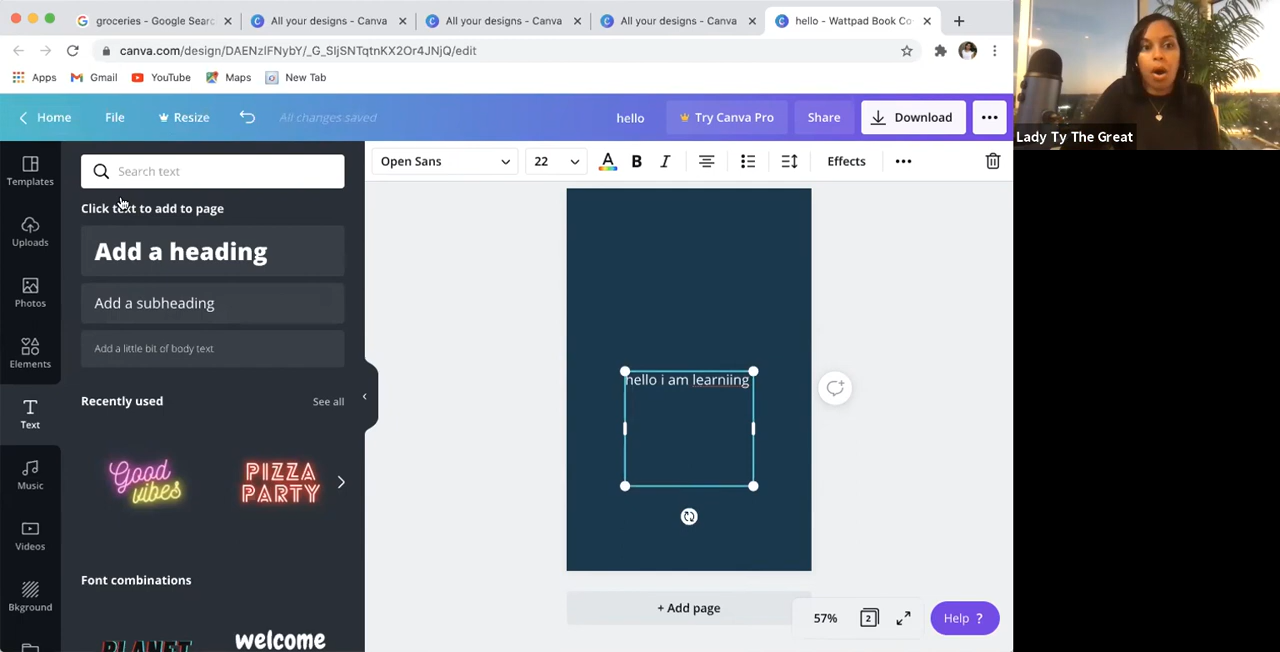 groceries - Google Sear
All your designs - Canva
All your designs - Canva
All your designs - Canva
hello - Wattpad Book Co
canva.com/design/DAENzlFNybY/_G_SljSNTqtnKX2Or4JNjQ/edit
Apps
Gmail
YouTube
Maps
New Tab
Home
File
Resize
All changes saved
hello
Try Canva Pro
Share
Download
Lady Ty The Great
Templates
Uploads
Photos
Elements
Text
Music
Videos
Bkground
Search text
Click text to add to page
Add a heading
Add a subheading
Add a little bit of body text
Recently used
See all
Good
vibes
PIZZA
PARTY
Font combinations
PLANET
welcome
Open Sans
22
A
B
I
Effects
hello i am learniing
+ Add page
57%
2
Help ?